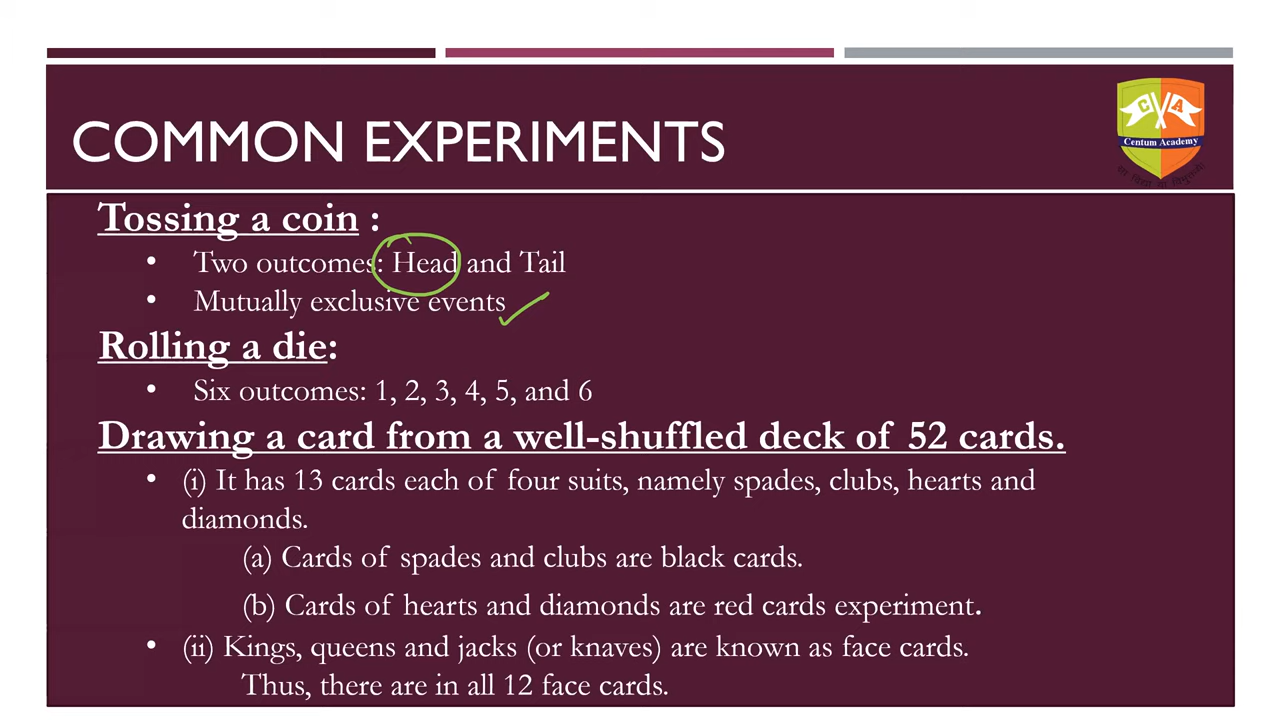 COMMON EXPERIMENTS
C A
Centum Academy
Tossing a coin :
• Two outcomes: Head and Tail
• Mutually exclusive events
Rolling a die:
• Six outcomes: 1, 2, 3, 4, 5, and 6
Drawing a card from a well-shuffled deck of 52 cards.
• (i) It has 13 cards each of four suits, namely spades, clubs, hearts and
diamonds.
(a) Cards of spades and clubs are black cards.
(b) Cards of hearts and diamonds are red cards experiment.
• (ii) Kings, queens and jacks (or knaves) are known as face cards.
Thus, there are in all 12 face cards.